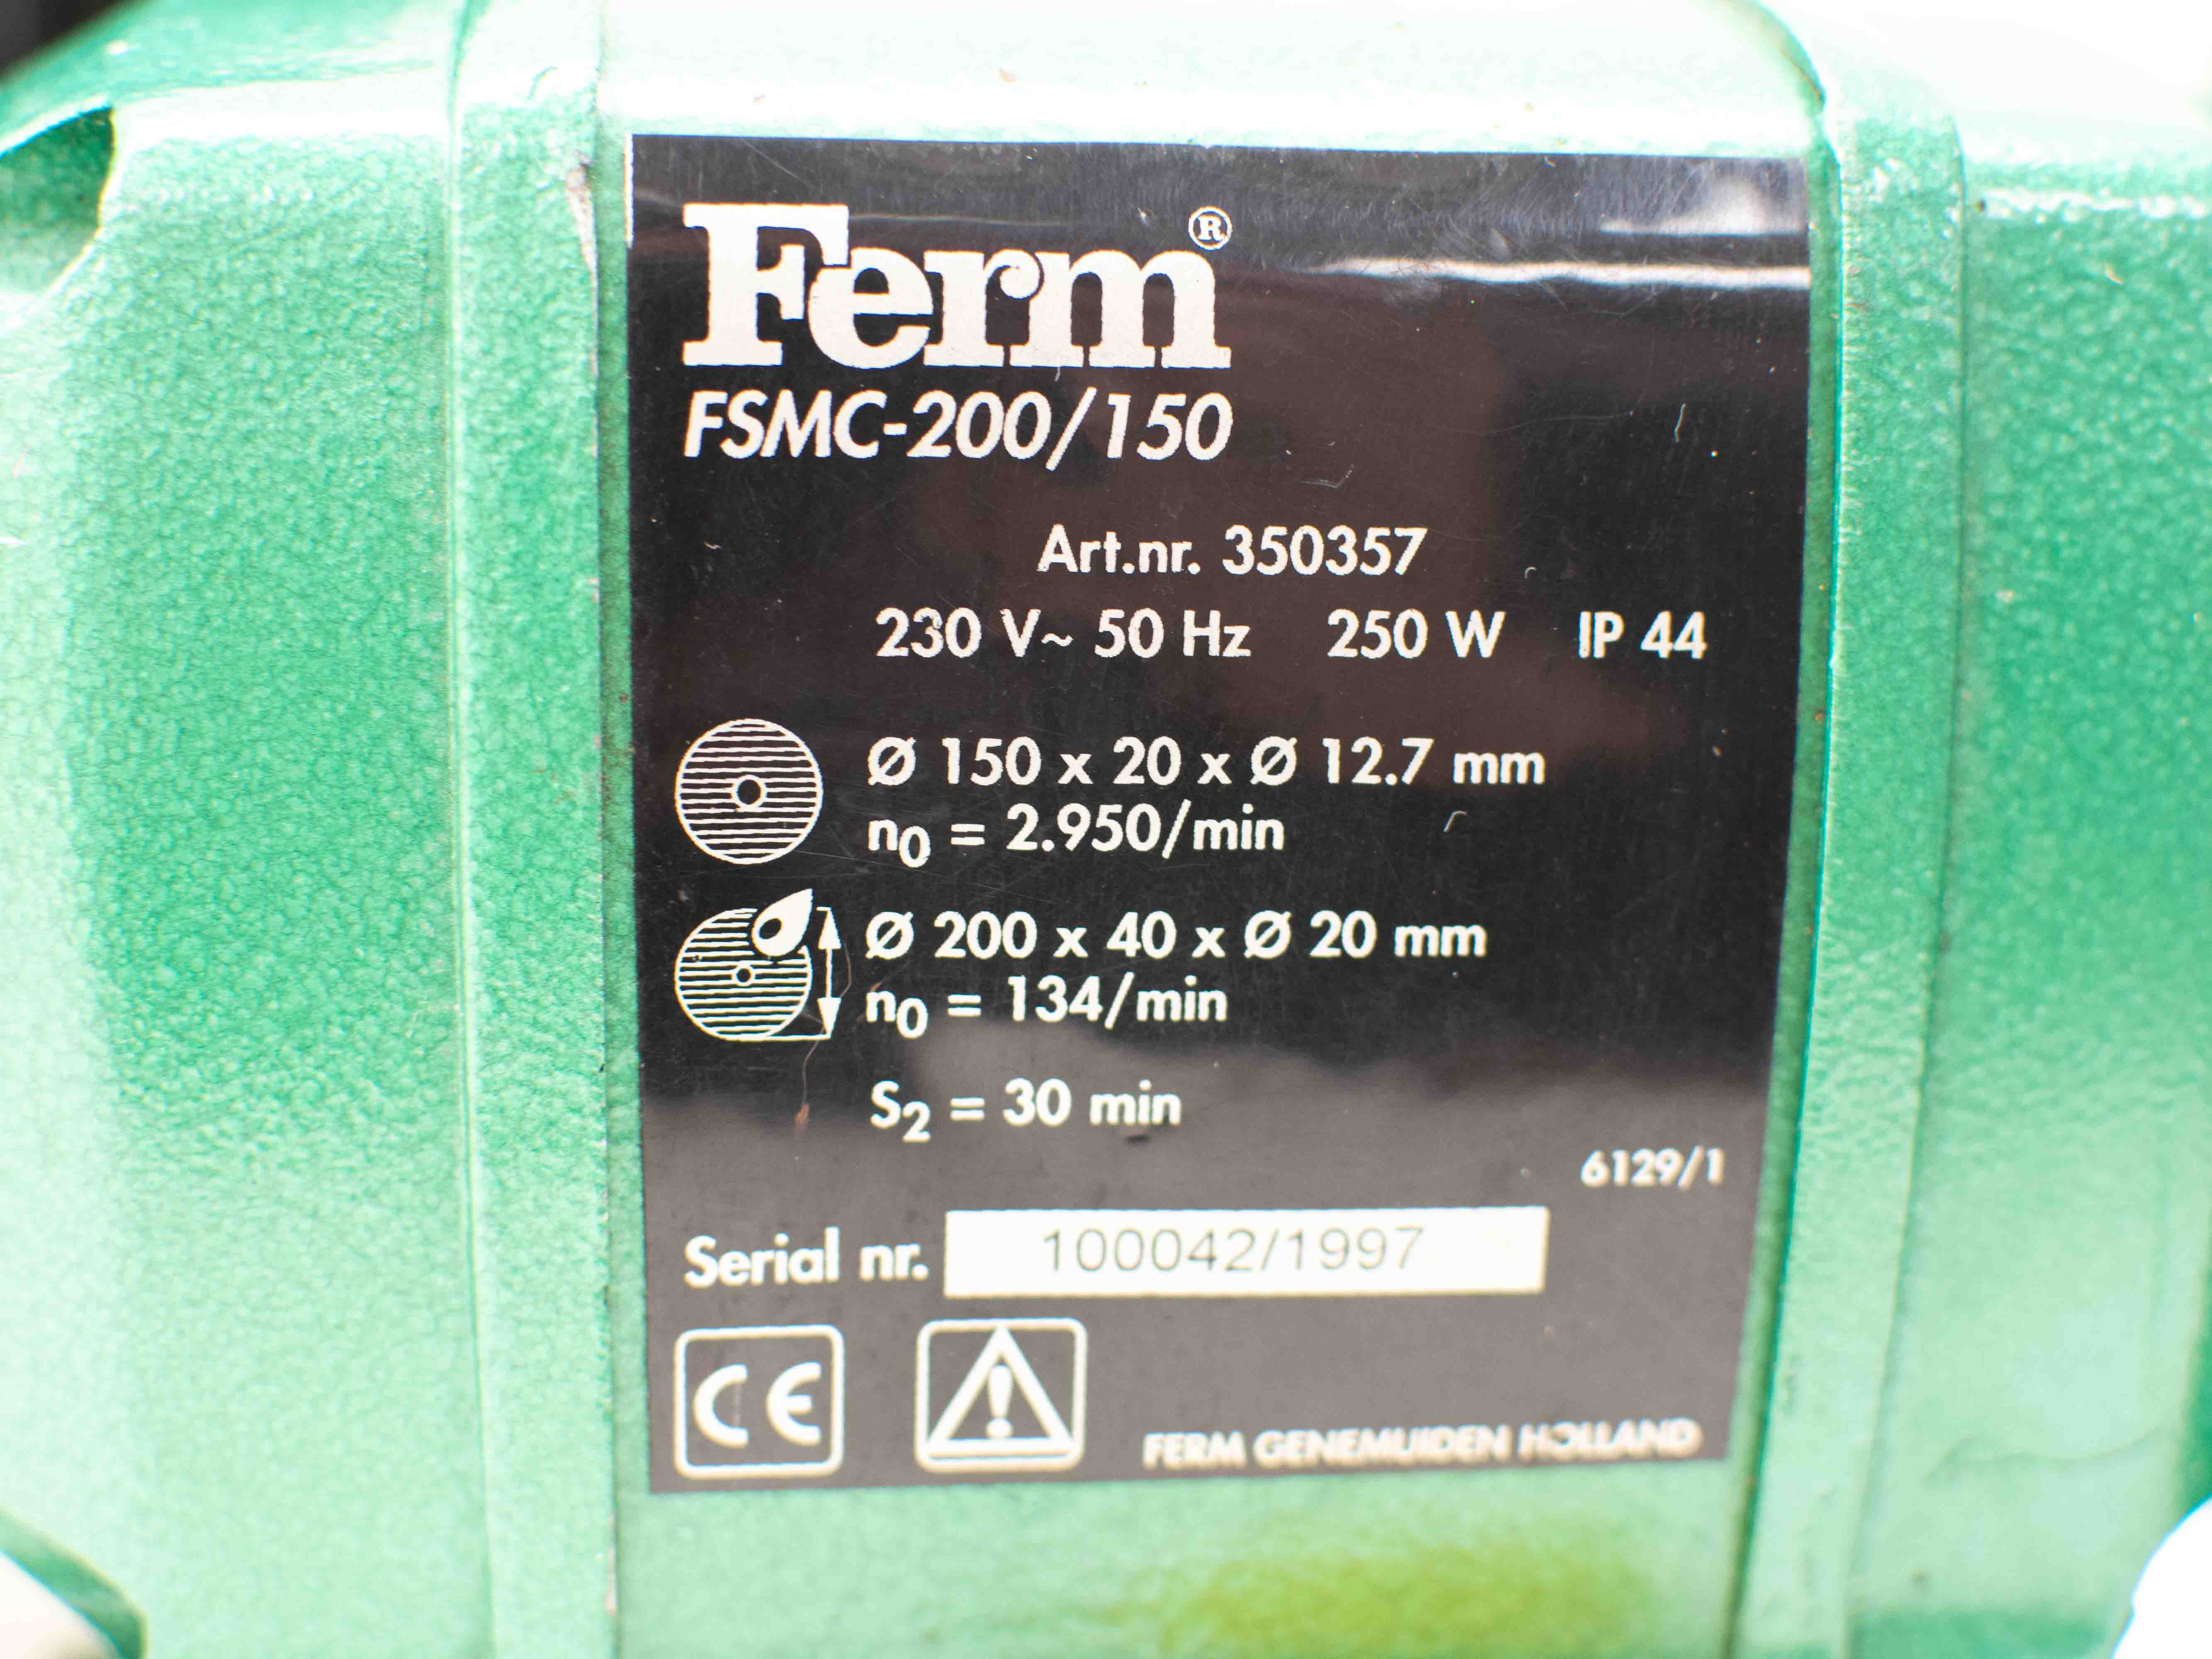 Ferm®
FSMC-200/150
Art.nr. 350357
230 V~ 50 Hz 250 W IP 44
Ø 150 x 20 x Ø 12.7 mm
n₀ = 2.950/min
Ø 200 x 40 x Ø 20 mm
n₀ = 134/min
S₂ = 30 min
6129/1
Serial nr. 100042/1997
CE
FERM GENEMUIDEN HOLLAND